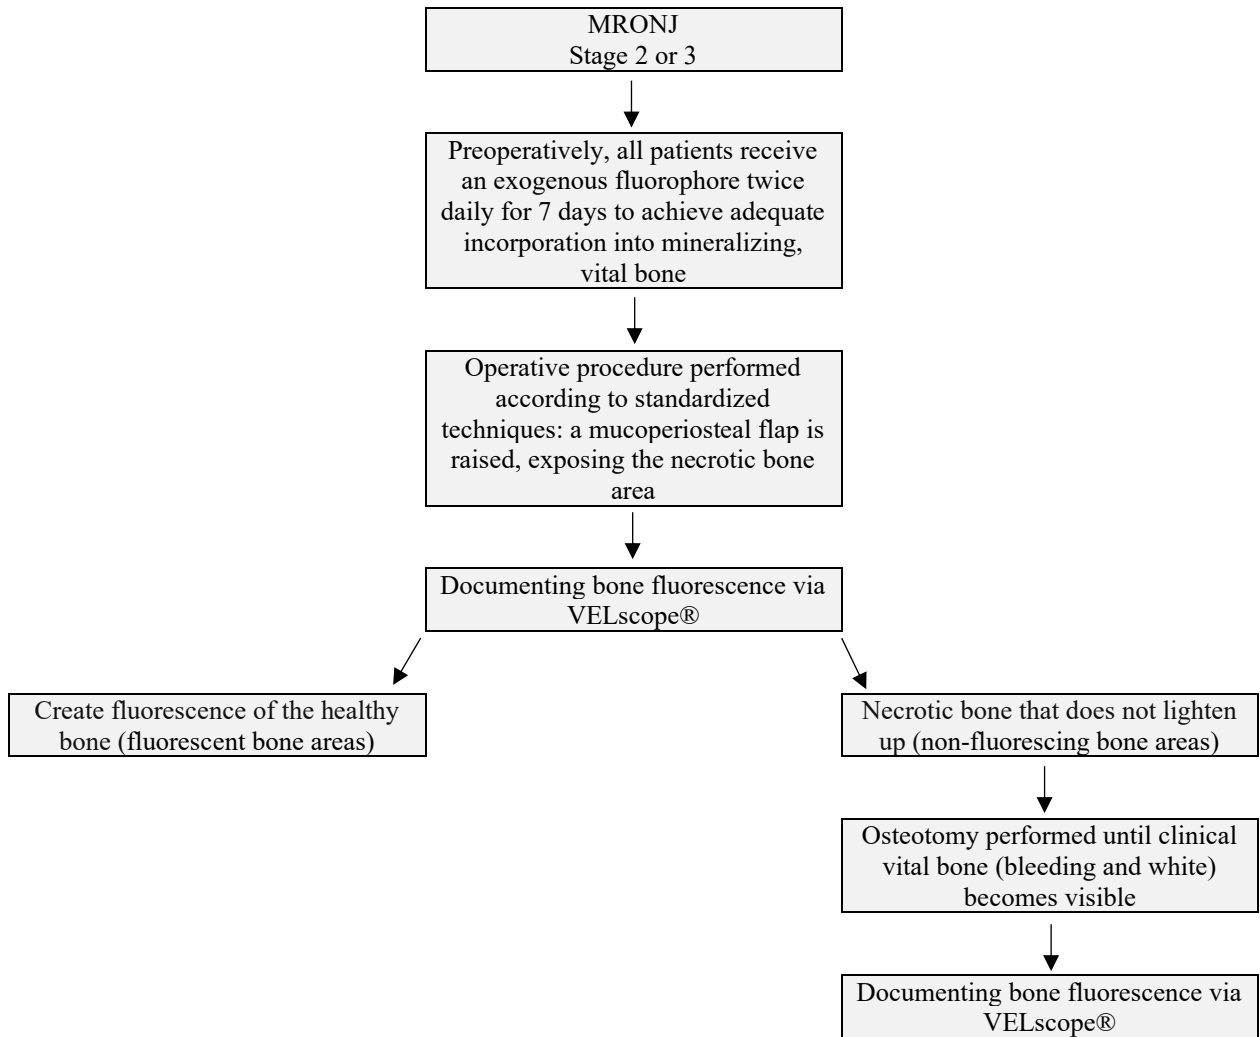 MRONJ
Stage 2 or 3
Preoperatively, all patients receive
an exogenous fluorophore twice
daily for 7 days to achieve adequate
incorporation into mineralizing,
vital bone
Operative procedure performed
according to standardized
techniques: a mucoperiosteal flap is
raised, exposing the necrotic bone
area
Documenting bone fluorescence via
VELscope®
Create fluorescence of the healthy
bone (fluorescent bone areas)
Necrotic bone that does not lighten
up (non-fluorescing bone areas)
Osteotomy performed until clinical
vital bone (bleeding and white)
becomes visible
Documenting bone fluorescence via
VELscope®